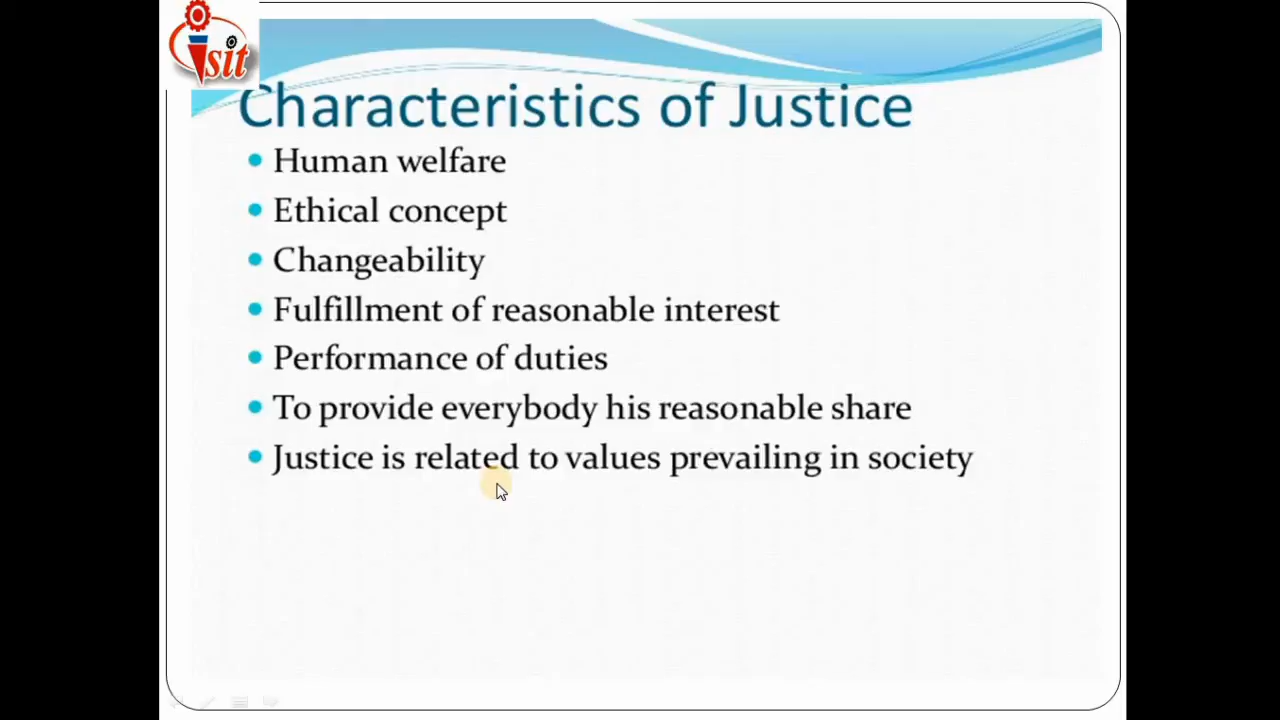 isit
Characteristics of Justice
Human welfare
Ethical concept
Changeability
Fulfillment of reasonable interest
Performance of duties
To provide everybody his reasonable share
Justice is related to values prevailing in society